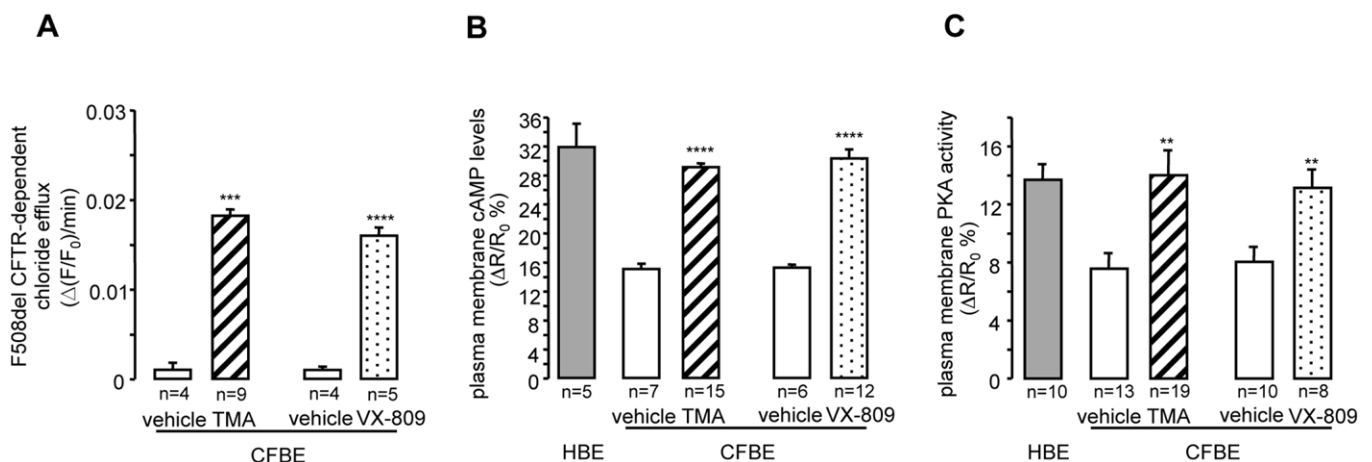 A
F508del CFTR-dependent
chloride efflux
(△(F/F0)/min)
0.03
0.02
0.01
0
***
****
n=4
n=9
n=4
n=5
vehicle TMA
vehicle VX-809
CFBE
B
plasma membrane cAMP levels
(ΔR/R0 %)
36
32
28
24
20
16
12
8
4
0
****
****
n=5
n=7
n=15
n=6
n=12
vehicle TMA
vehicle VX-809
HBE
CFBE
C
plasma membrane PKA activity
(ΔR/R0 %)
16
12
8
4
0
**
**
n=10
n=13
n=19
n=10
n=8
vehicle TMA
vehicle VX-809
HBE
CFBE